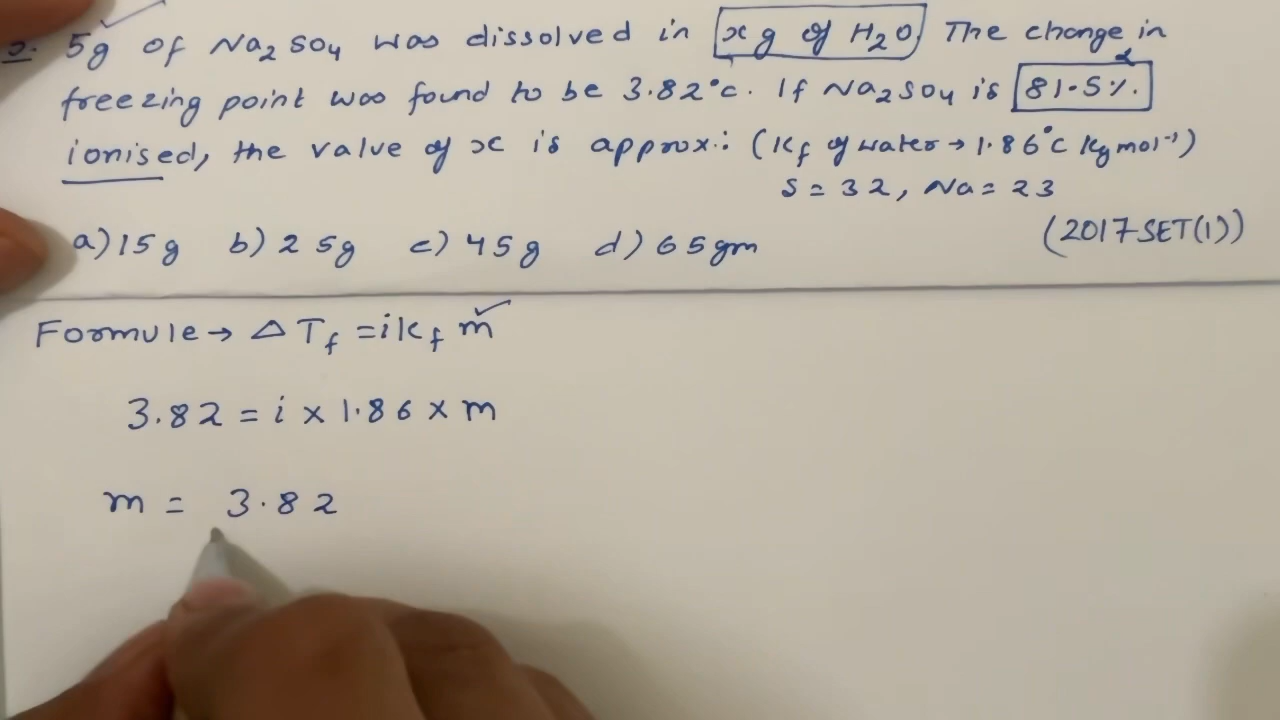 2. 5g of Na₂SO₄ was dissolved in x g of H₂O The change in
freezing point was found to be 3.82°C. If Na₂SO₄ is 81.5%.
ionised, the value of x is approx: (Kf of water → 1.86°C Kg mol⁻¹)
S = 32, Na = 23
a) 15g b) 25g c) 45g d) 65gm
(2017 SET(1))
Formule → ΔTf = i kf m
3.82 = i × 1.86 × m
m = 3.82